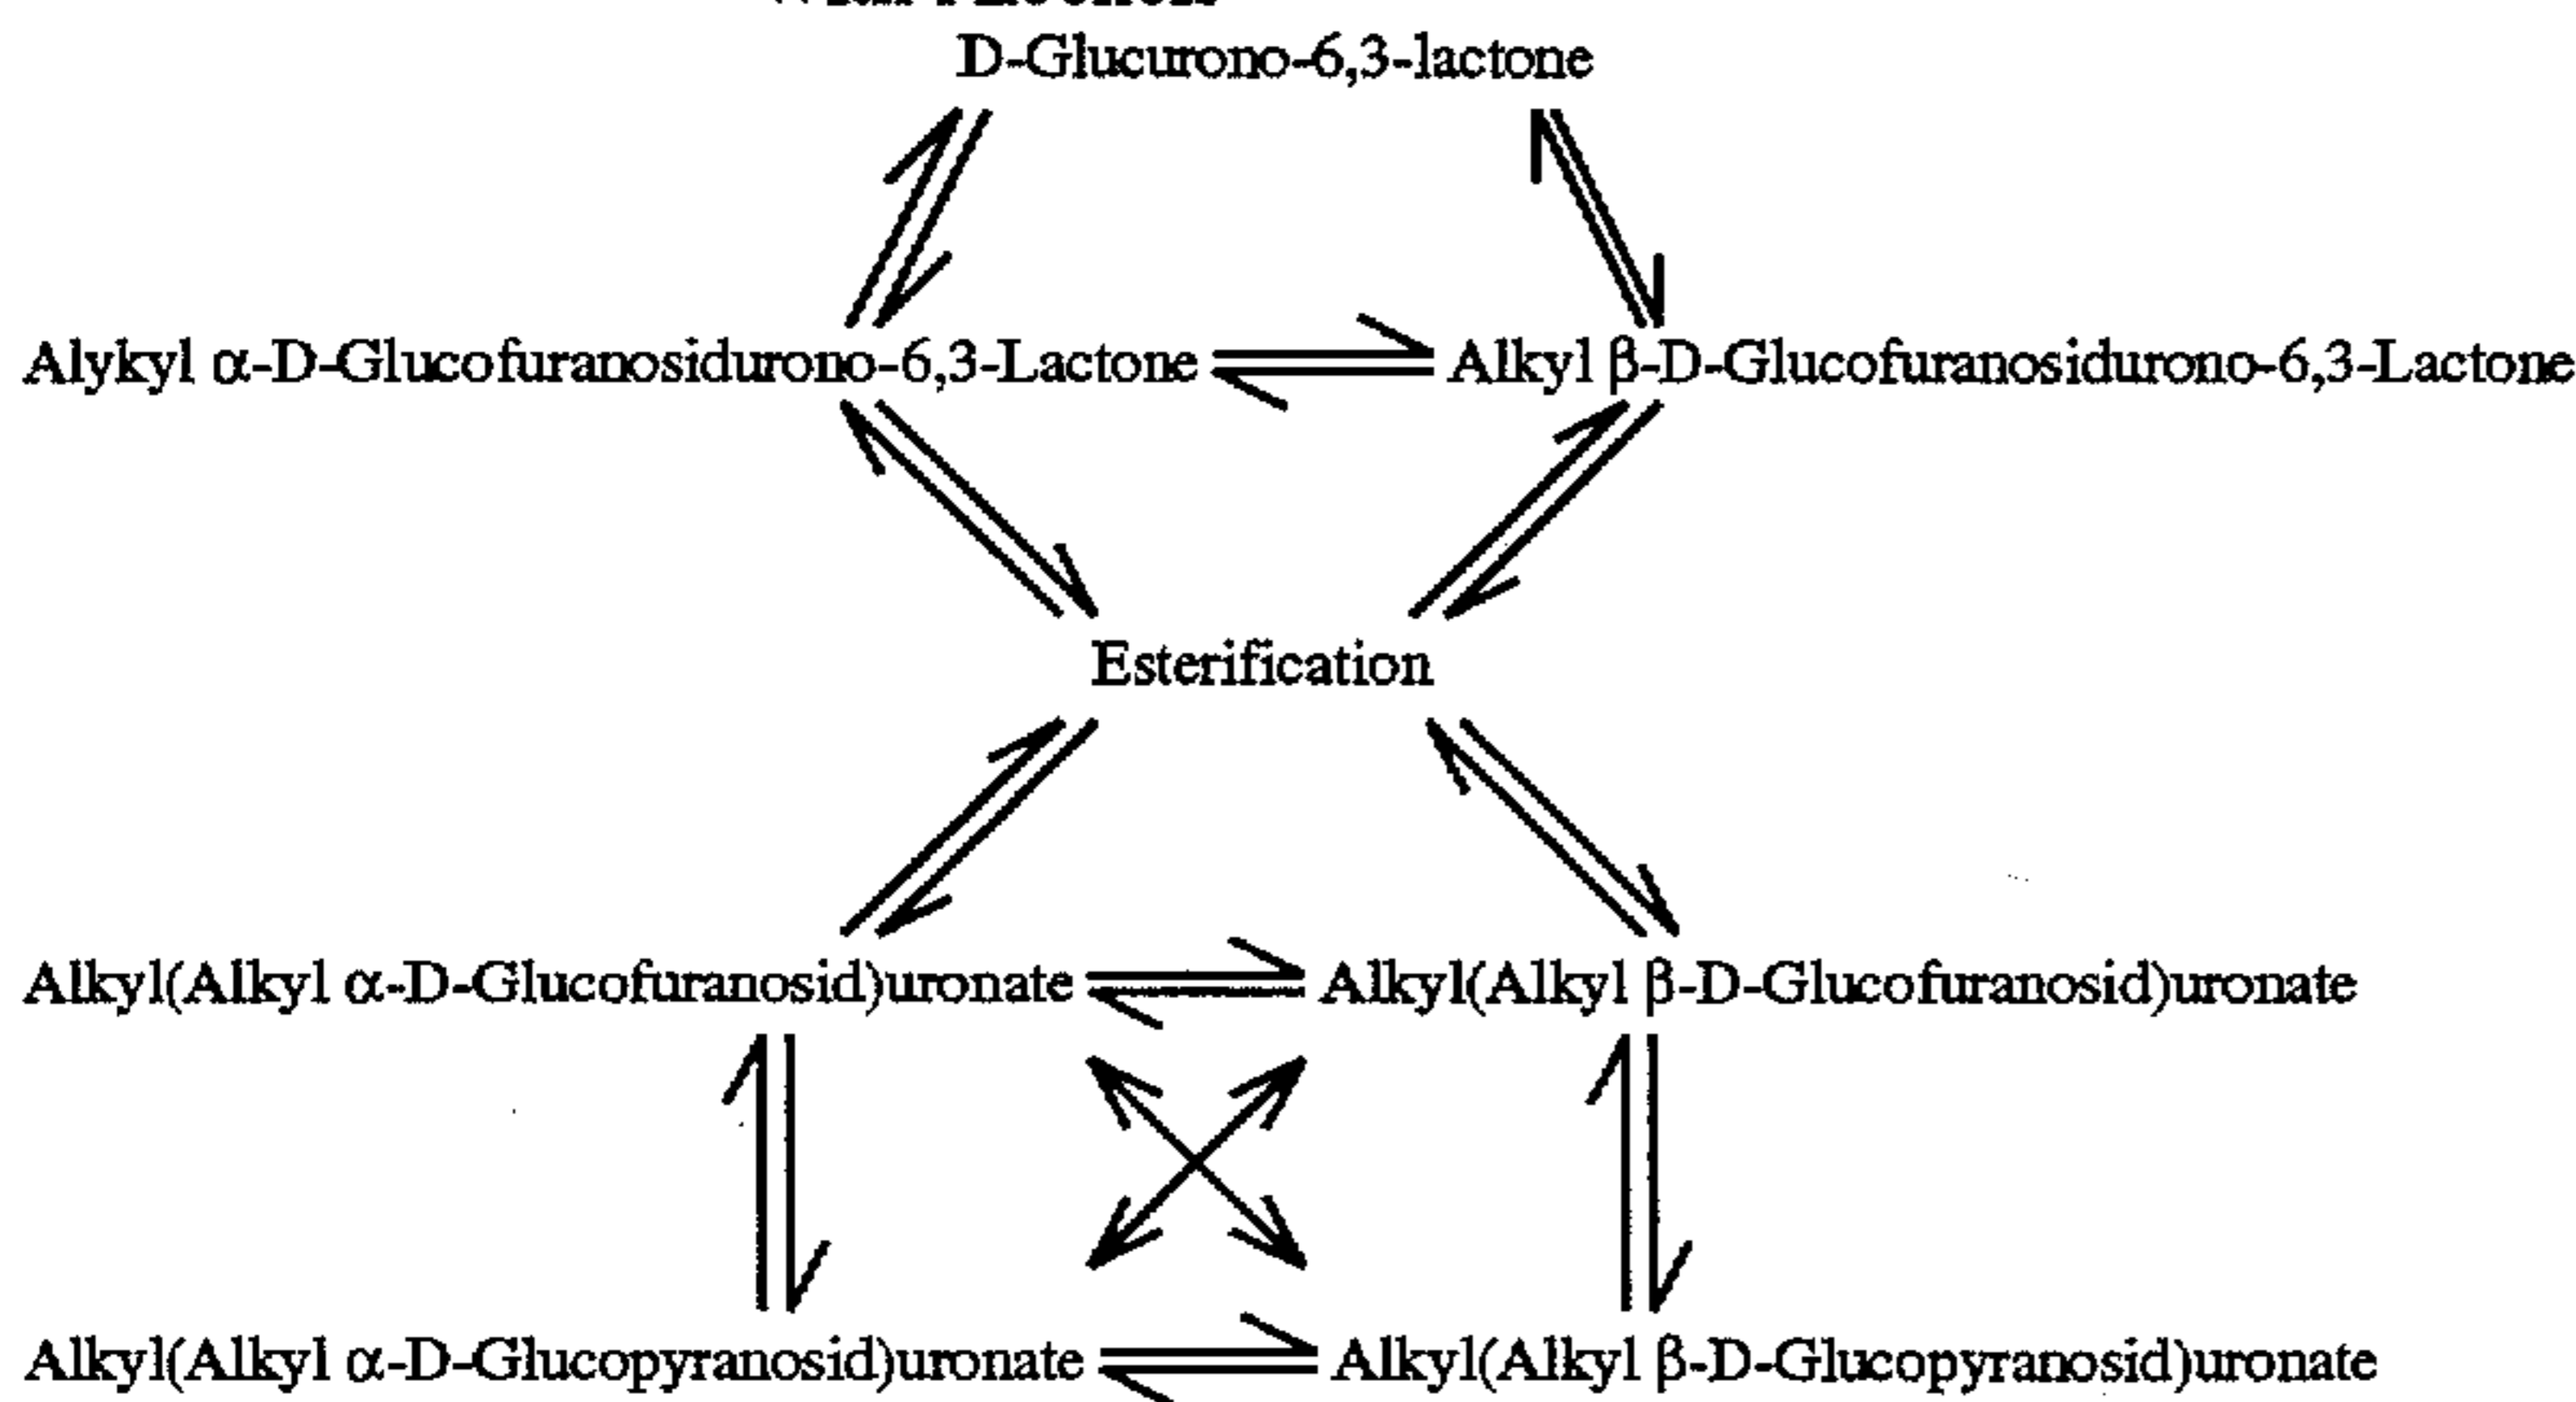 D-Glucurono-6,3-lactone
Alykyl α-D-Glucofuranosidurono-6,3-Lactone Alkyl β-D-Glucofuranosidurono-6,3-Lactone
Esterification
Alkyl(Alkyl α-D-Glucofuranosid)uronate Alkyl(Alkyl β-D-Glucofuranosid)uronate
Alkyl(Alkyl α-D-Glucopyranosid)uronate Alkyl(Alkyl β-D-Glucopyranosid)uronate